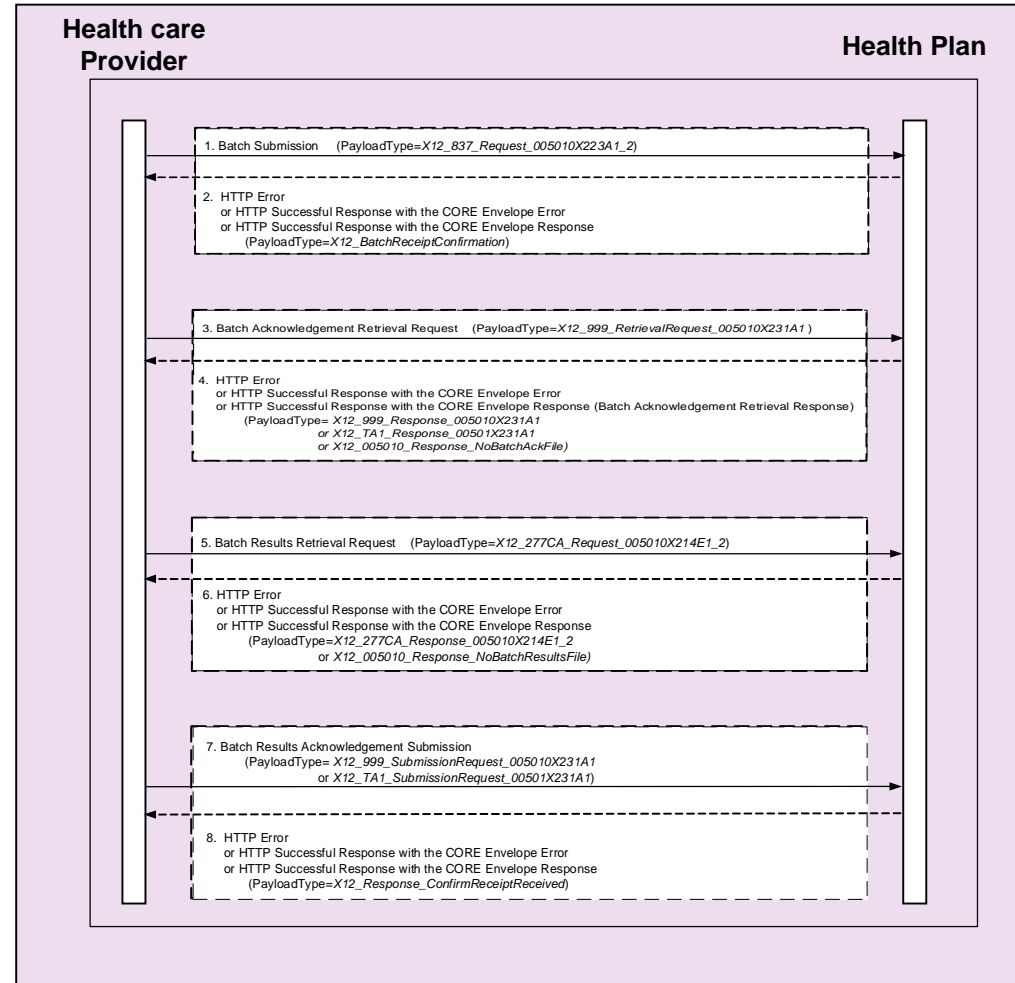 Health care
Provider
Health Plan
1. Batch Submission (PayloadType=X12_837_Request_005010X223A1_2)
2. HTTP Error
or HTTP Successful Response with the CORE Envelope Error
or HTTP Successful Response with the CORE Envelope Response
(PayloadType=X12_BatchReceiptConfirmation)
3. Batch Acknowledgement Retrieval Request (PayloadType=X12_999_RetrievalRequest_005010X231A1 )
4. HTTP Error
or HTTP Successful Response with the CORE Envelope Error
or HTTP Successful Response with the CORE Envelope Response (Batch Acknowledgement Retrieval Response)
(PayloadType= X12_999_Response_005010X231A1
or X12_TA1_Response_00501X231A1
or X12_005010_Response_NoBatchAckFile)
5. Batch Results Retrieval Request (PayloadType=X12_277CA_Request_005010X214E1_2)
6. HTTP Error
or HTTP Successful Response with the CORE Envelope Error
or HTTP Successful Response with the CORE Envelope Response
(PayloadType=X12_277CA_Response_005010X214E1_2
or X12_005010_Response_NoBatchResultsFile)
7. Batch Results Acknowledgement Submission
(PayloadType= X12_999_SubmissionRequest_005010X231A1
or X12_TA1_SubmissionRequest_00501X231A1)
8. HTTP Error
or HTTP Successful Response with the CORE Envelope Error
or HTTP Successful Response with the CORE Envelope Response
(PayloadType=X12_Response_ConfirmReceiptReceived)